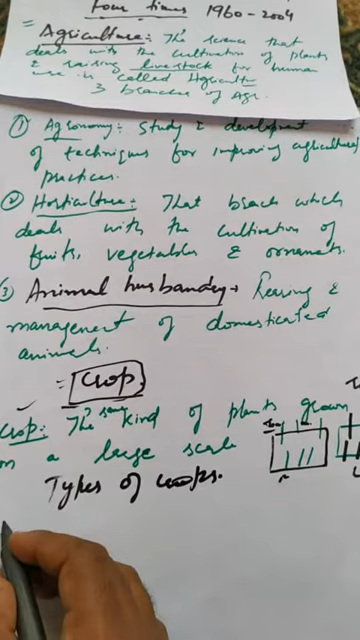 four times 1960-2004
= Agriculture:- The science that
deals with the cultivation of plants
& raising livestock for human
use is called Agricultur
3 branches of Agr.
① Agronomy:- Study & development
of techniques for improving agricultural
practices.
② Horticulture:- That brach which
deals with the cultivation of
fruits, vegetables & ornaments.
③ Animal husbandry→ Rearing &
management of domesticated
animals.
= Crop.
Crop: The same kind of plants grown
on a large scale
Types of crops.